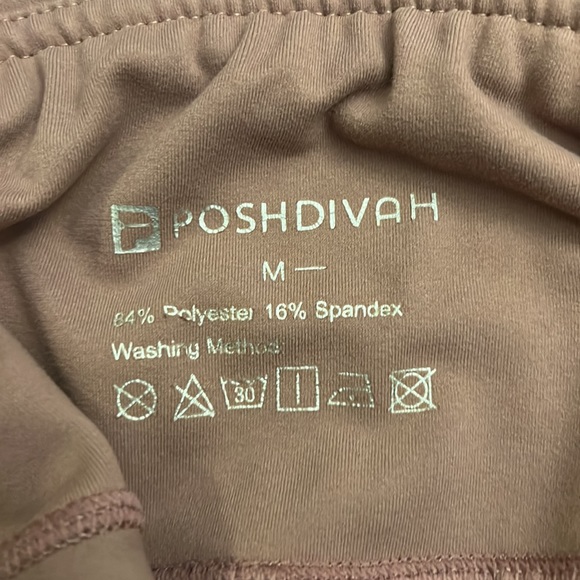 POSHDIVAH
M —
84% Polyester 16% Spandex
Washing Method
30